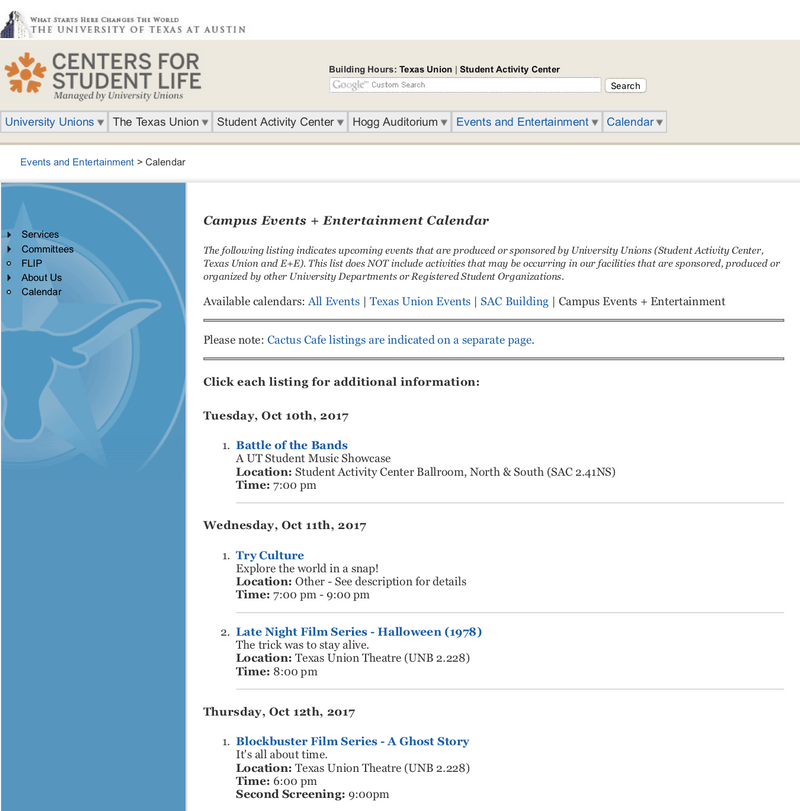 WHAT STARTS HERE CHANGES THE WORLD
THE UNIVERSITY OF TEXAS AT AUSTIN
CENTERS FOR
STUDENT LIFE
Managed by University Unions
Building Hours: Texas Union | Student Activity Center
Google™ Custom Search
Search
University Unions
The Texas Union
Student Activity Center
Hogg Auditorium
Events and Entertainment
Calendar
Events and Entertainment > Calendar
Services
Committees
FLIP
About Us
Calendar
Campus Events + Entertainment Calendar
The following listing indicates upcoming events that are produced or sponsored by University Unions (Student Activity Center,
Texas Union and E+E). This list does NOT include activities that may be occurring in our facilities that are sponsored, produced or
organized by other University Departments or Registered Student Organizations.
Available calendars: All Events | Texas Union Events | SAC Building | Campus Events + Entertainment
Please note: Cactus Cafe listings are indicated on a separate page.
Click each listing for additional information:
Tuesday, Oct 10th, 2017
1. Battle of the Bands
A UT Student Music Showcase
Location: Student Activity Center Ballroom, North & South (SAC 2.41NS)
Time: 7:00 pm
Wednesday, Oct 11th, 2017
1. Try Culture
Explore the world in a snap!
Location: Other - See description for details
Time: 7:00 pm - 9:00 pm
2. Late Night Film Series - Halloween (1978)
The trick was to stay alive.
Location: Texas Union Theatre (UNB 2.228)
Time: 8:00 pm
Thursday, Oct 12th, 2017
1. Blockbuster Film Series - A Ghost Story
It's all about time.
Location: Texas Union Theatre (UNB 2.228)
Time: 6:00 pm
Second Screening: 9:00pm